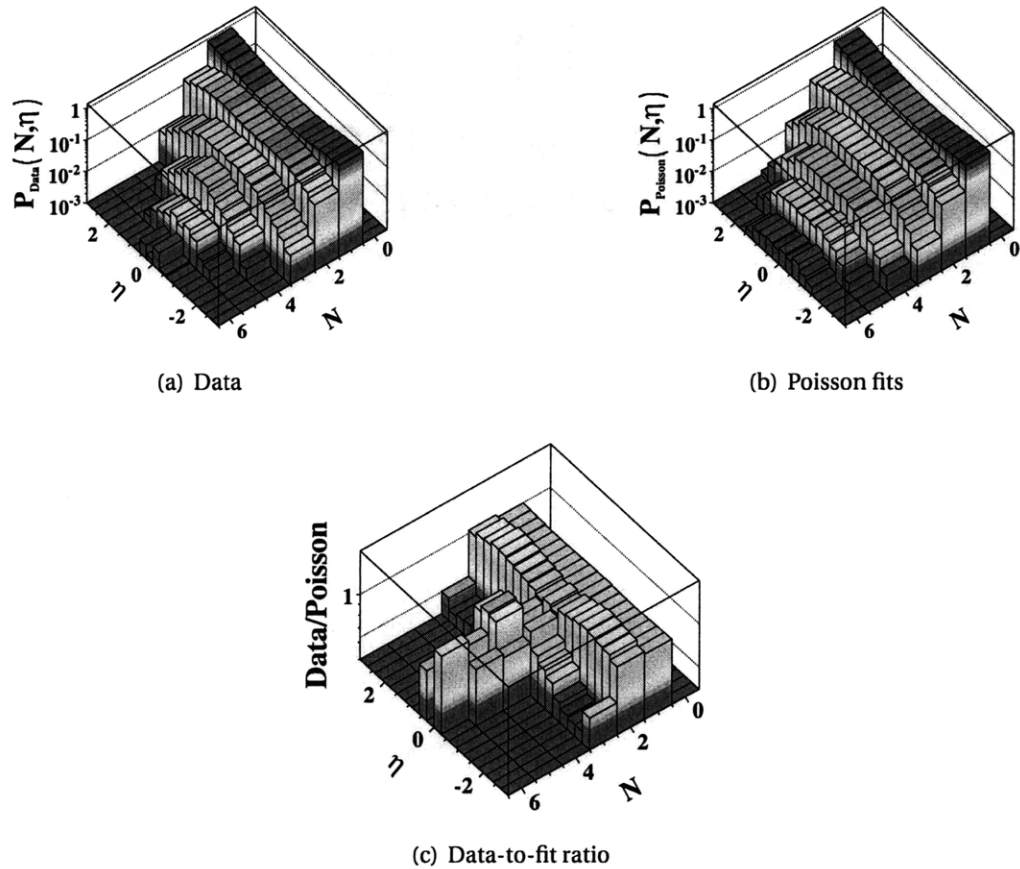 P_Data(N,η)
1
10^-1
10^-2
10^-3
2
0
-2
η
6
4
2
0
N
(a) Data
P_Poisson(N,η)
1
10^-1
10^-2
10^-3
2
0
-2
η
6
4
2
0
N
(b) Poisson fits
Data/Poisson
1
2
0
-2
η
6
4
2
0
N
(c) Data-to-fit ratio